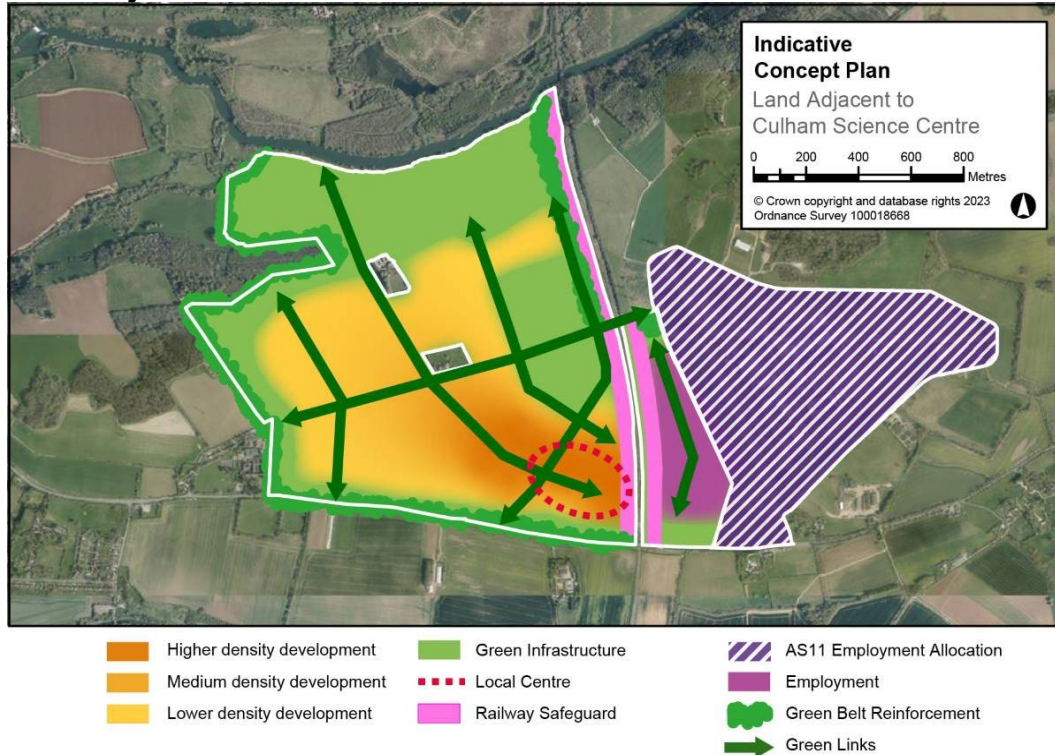 Indicative
Concept Plan
Land Adjacent to
Culham Science Centre
0 200 400 600 800
Metres
© Crown copyright and database rights 2023
Ordnance Survey 100018668
Higher density development
Medium density development
Lower density development
Green Infrastructure
Local Centre
Railway Safeguard
AS11 Employment Allocation
Employment
Green Belt Reinforcement
Green Links